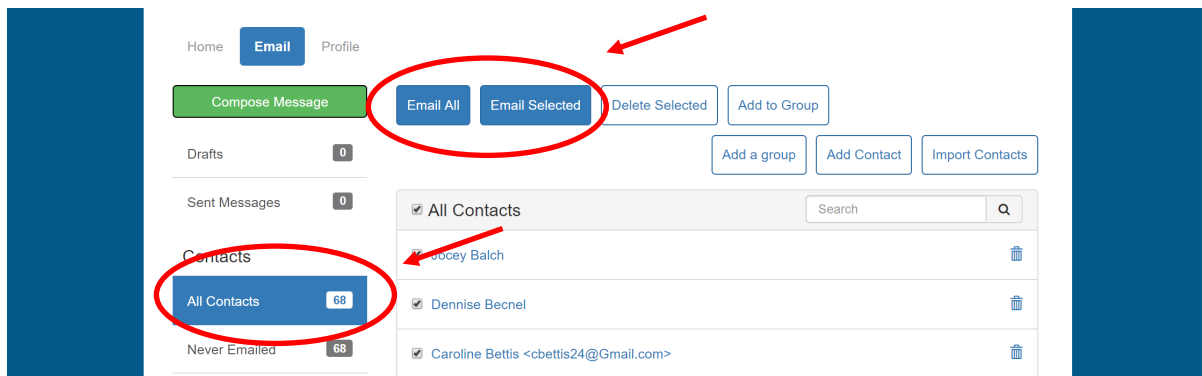 Home Email Profile
Compose Message
Email All Email Selected Delete Selected Add to Group
Add a group Add Contact Import Contacts
Drafts 0
Sent Messages 0
All Contacts Search
Contacts
Jocey Balch
All Contacts 68
Dennise Becnel
Never Emailed 68
Caroline Bettis <cbettis24@Gmail.com>